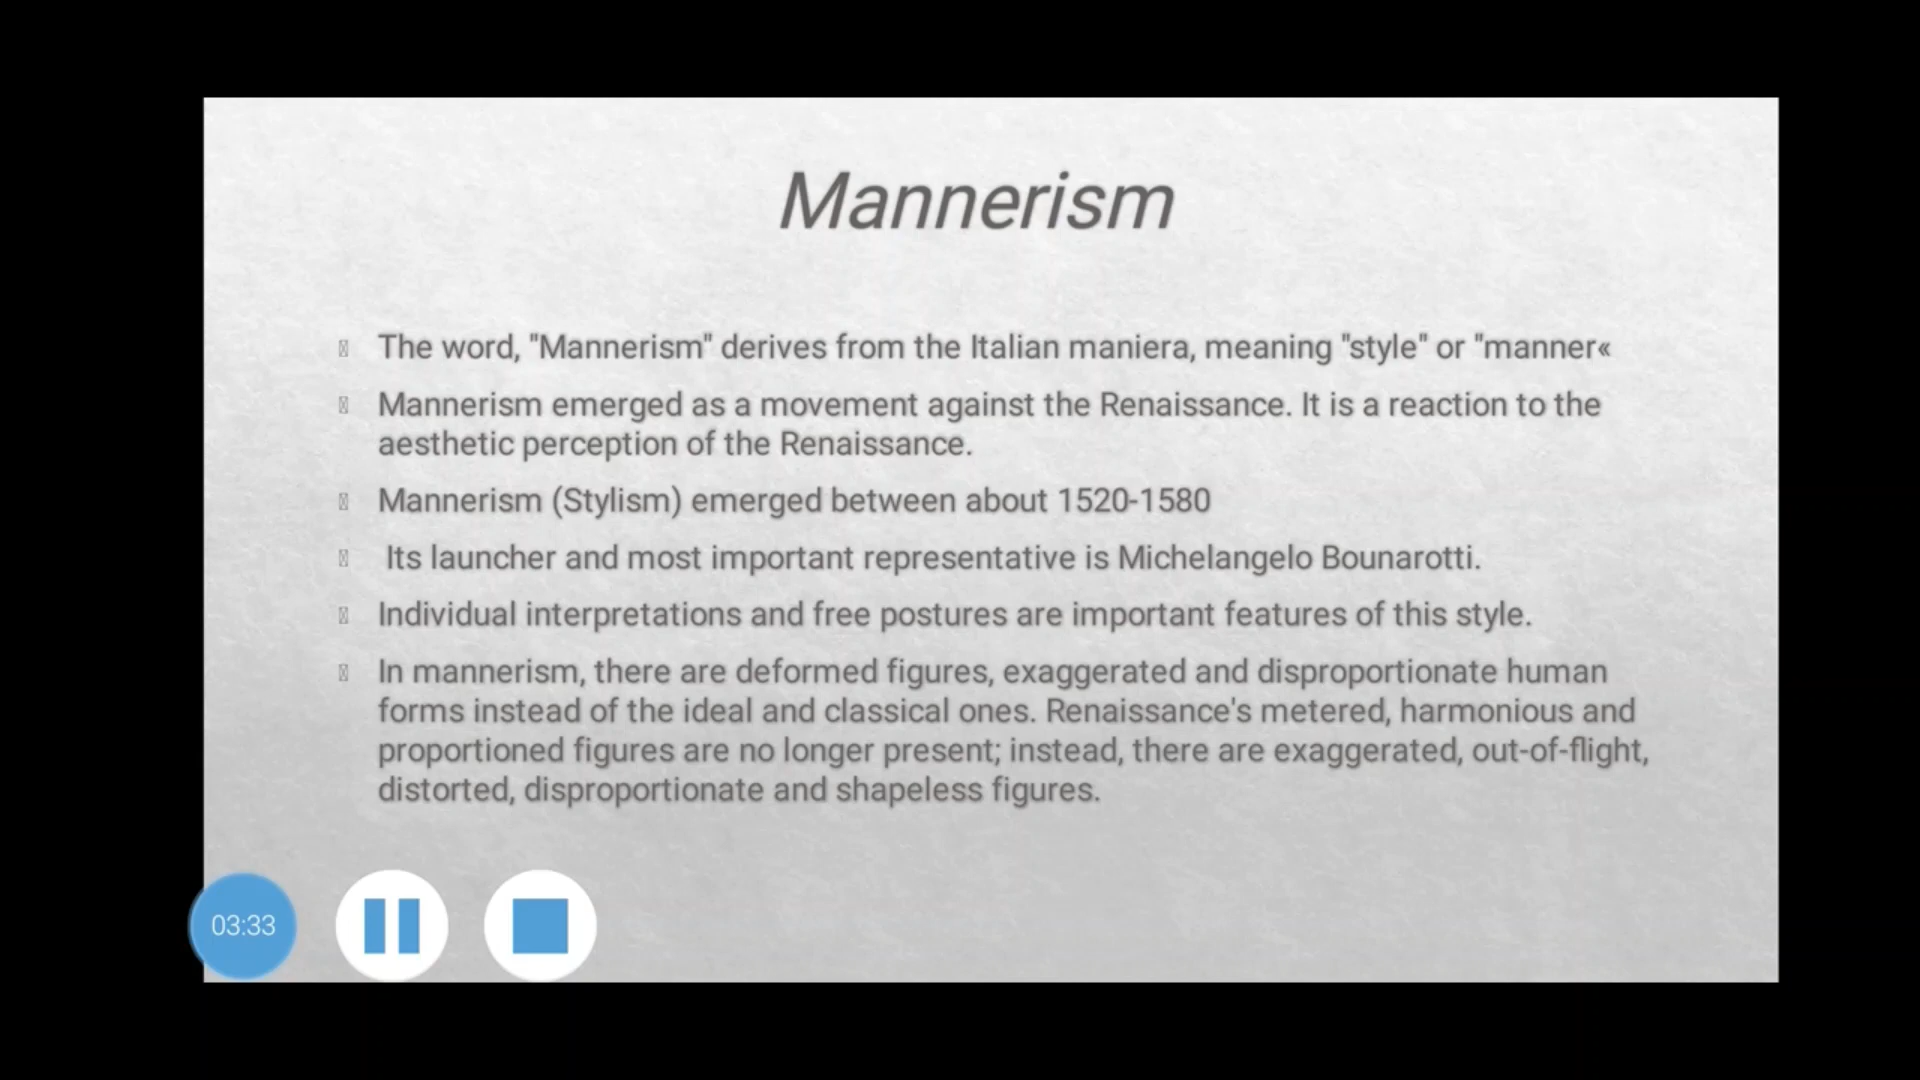 Mannerism
The word, "Mannerism" derives from the Italian maniera, meaning "style" or "manner«
Mannerism emerged as a movement against the Renaissance. It is a reaction to the
aesthetic perception of the Renaissance.
Mannerism (Stylism) emerged between about 1520-1580
Its launcher and most important representative is Michelangelo Bounarotti.
Individual interpretations and free postures are important features of this style.
In mannerism, there are deformed figures, exaggerated and disproportionate human
forms instead of the ideal and classical ones. Renaissance's metered, harmonious and
proportioned figures are no longer present; instead, there are exaggerated, out-of-flight,
distorted, disproportionate and shapeless figures.
03:33